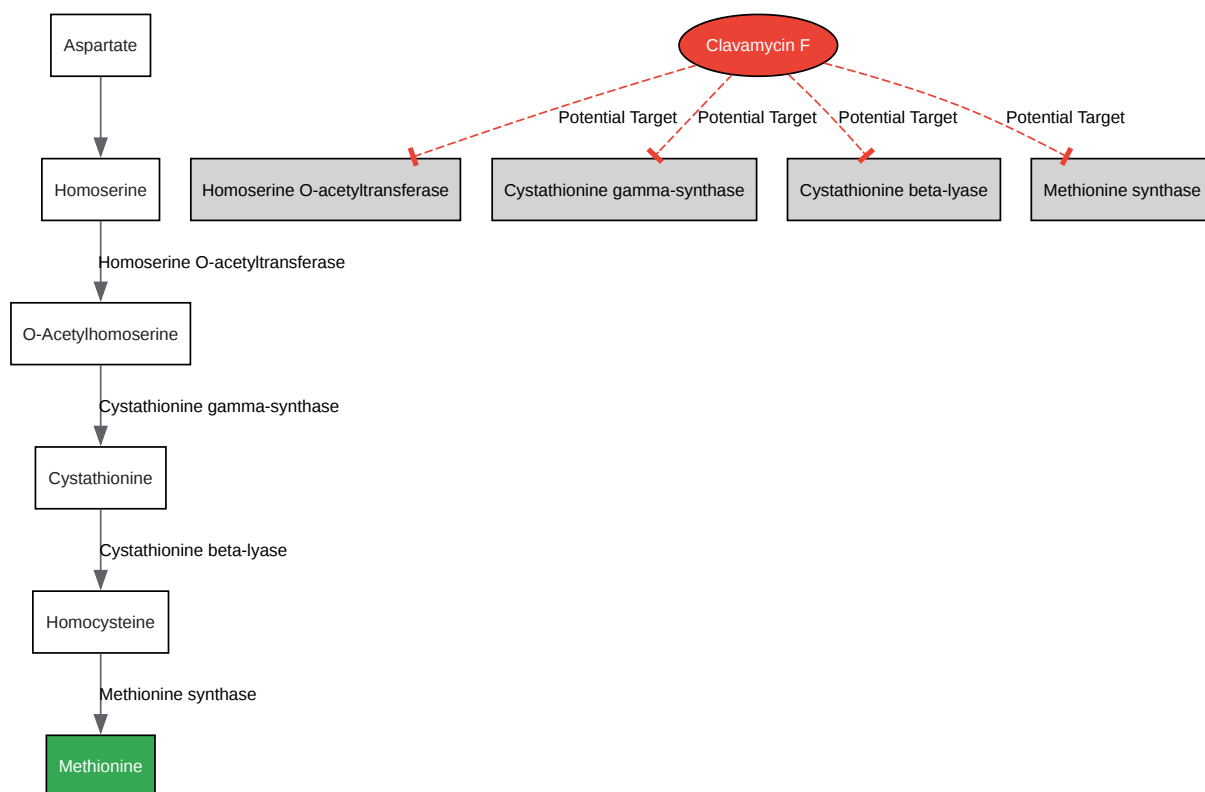 Aspartate
Clavamycin F
Potential Target
Potential Target
Potential Target
Potential Target
Homoserine
Homoserine O-acetyltransferase
Cystathionine gamma-synthase
Cystathionine beta-lyase
Methionine synthase
Homoserine O-acetyltransferase
O-Acetylhomoserine
Cystathionine gamma-synthase
Cystathionine
Cystathionine beta-lyase
Homocysteine
Methionine synthase
Methionine